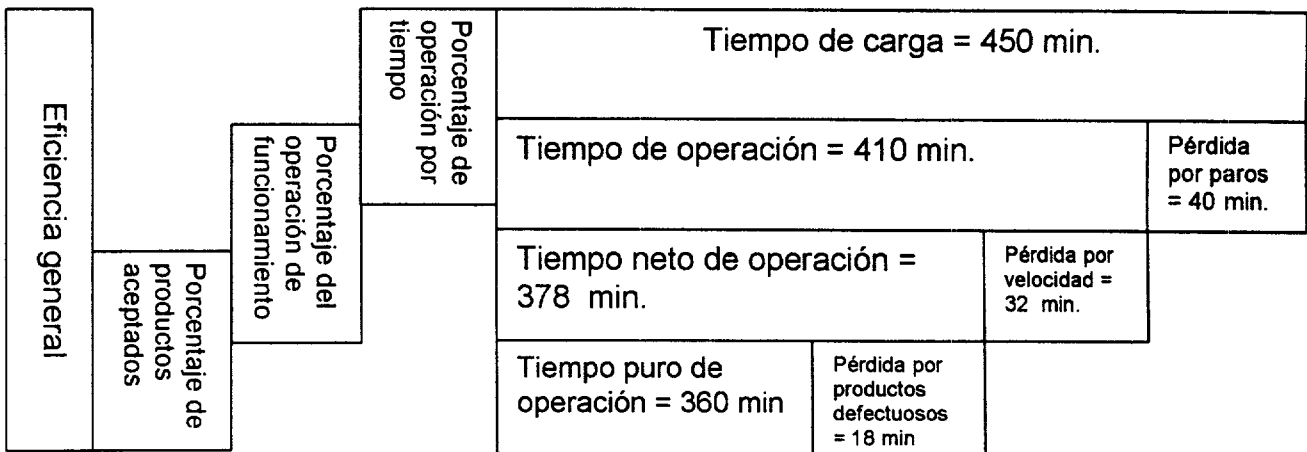 Eficiencia general
Porcentaje de
productos
aceptados
Porcentaje del
operación de
funcionamiento
Porcentaje de
operación por
tiempo
Tiempo de carga = 450 min.
Tiempo de operación = 410 min.
Pérdida
por paros
= 40 min.
Tiempo neto de operación =
378 min.
Pérdida por
velocidad =
32 min.
Tiempo puro de
operación = 360 min
Pérdida por
productos
defectuosos
= 18 min